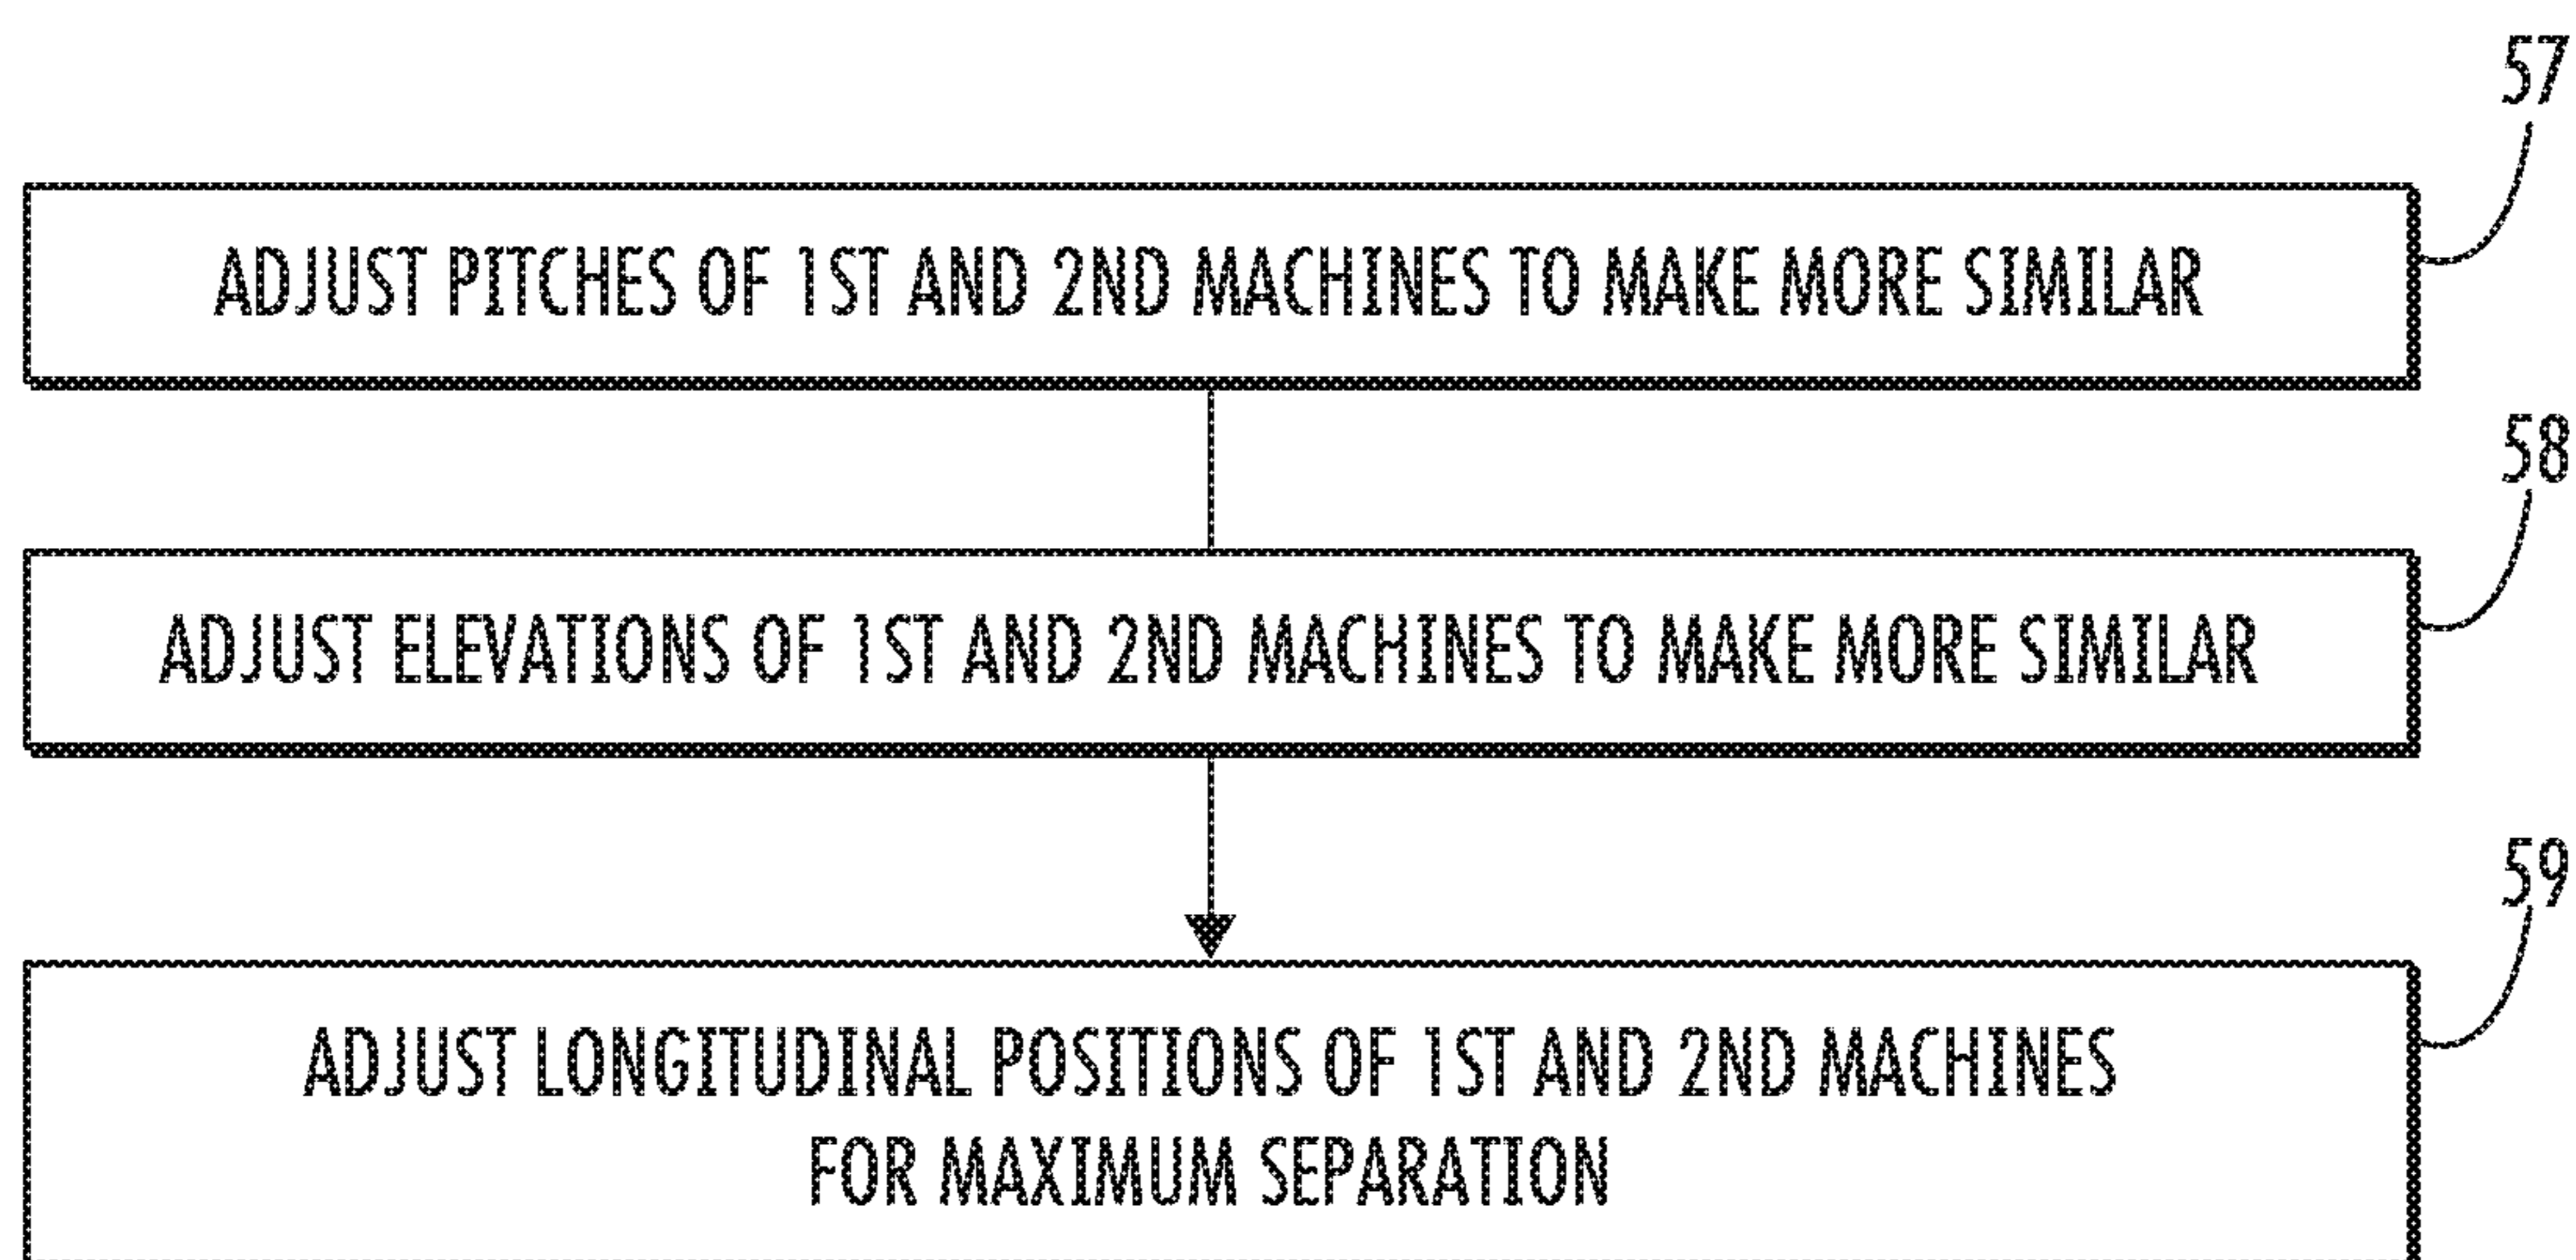 57
ADJUST PITCHES OF 1ST AND 2ND MACHINES TO MAKE MORE SIMILAR
58
ADJUST ELEVATIONS OF 1ST AND 2ND MACHINES TO MAKE MORE SIMILAR
59
ADJUST LONGITUDINAL POSITIONS OF 1ST AND 2ND MACHINES
FOR MAXIMUM SEPARATION